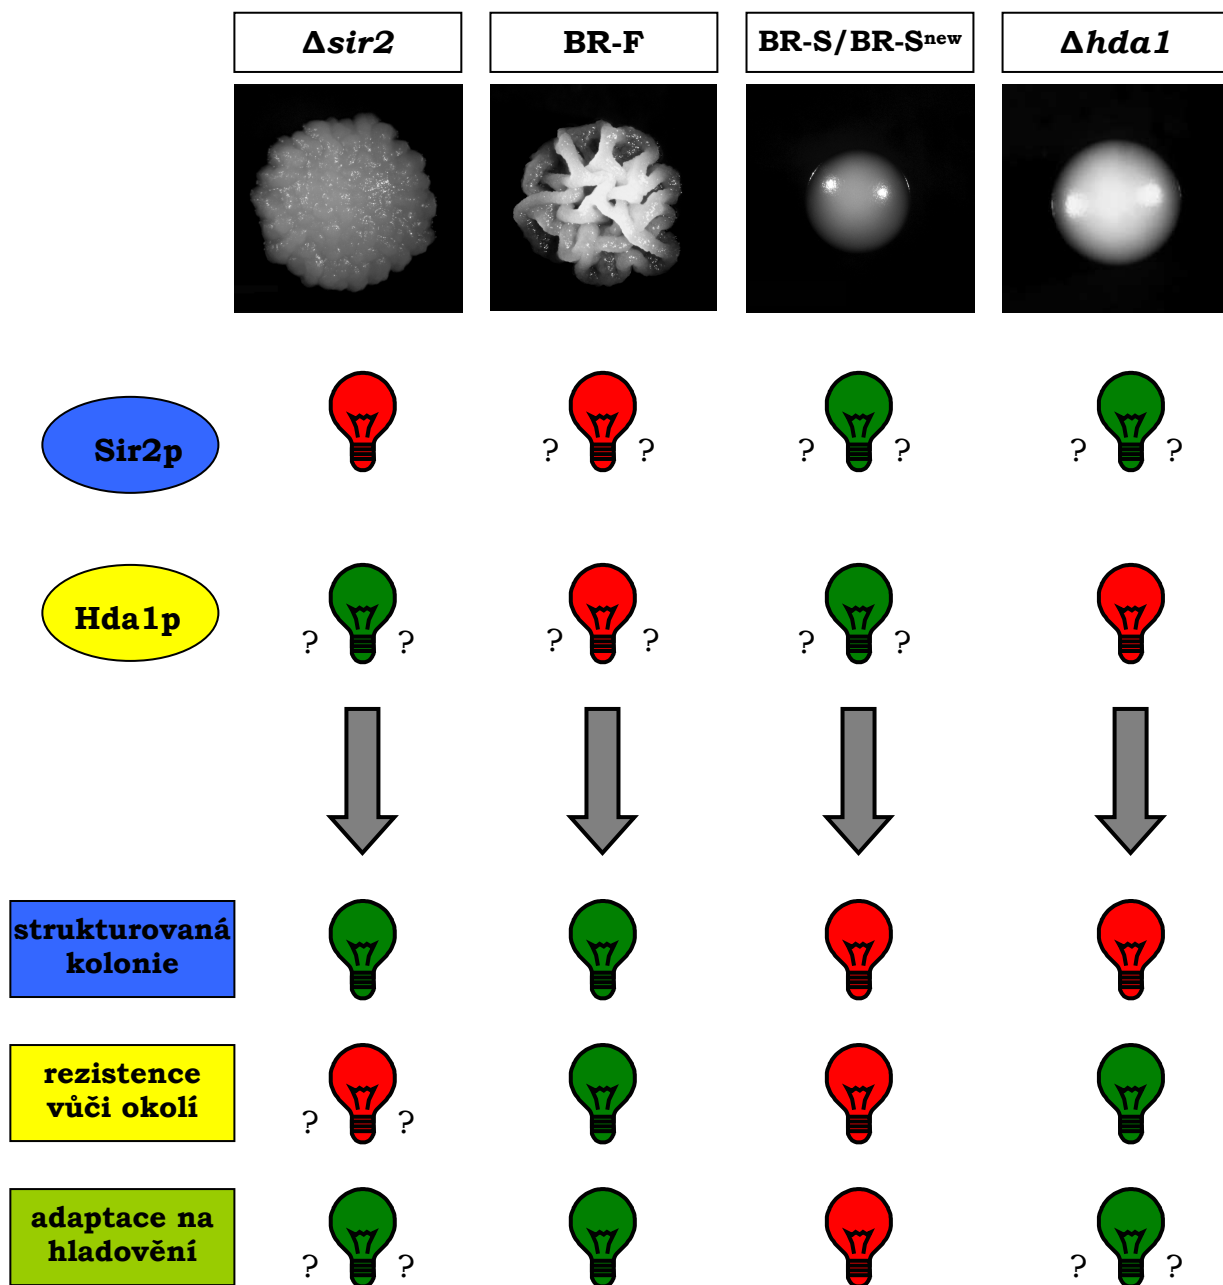 Δsir2
BR-F
BR-S/BR-Snew
Δhda1
Sir2p
? ?
? ?
? ?
Hda1p
? ?
? ?
? ?
strukturovaná
kolonie
rezistence
vůči okolí
? ?
adaptace na
hladovění
? ?
? ?